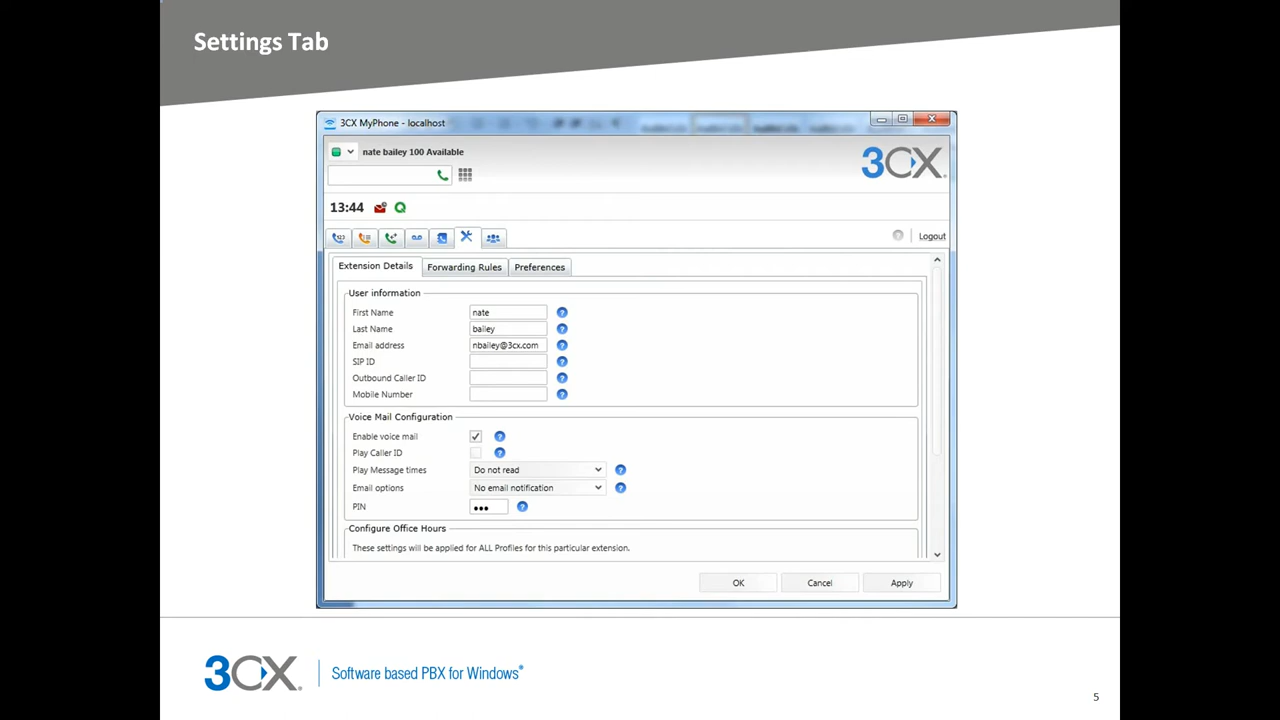 Settings Tab
3CX MyPhone - localhost
nate bailey 100 Available
3CX
13:44
Logout
Extension Details Forwarding Rules Preferences
User information
First Name nate
Last Name bailey
Email address nbailey@3cx.com
SIP ID
Outbound Caller ID
Mobile Number
Voice Mail Configuration
Enable voice mail
Play Caller ID
Play Message times Do not read
Email options No email notification
PIN
Configure Office Hours
These settings will be applied for ALL Profiles for this particular extension.
OK Cancel Apply
3CX® Software based PBX for Windows®
5